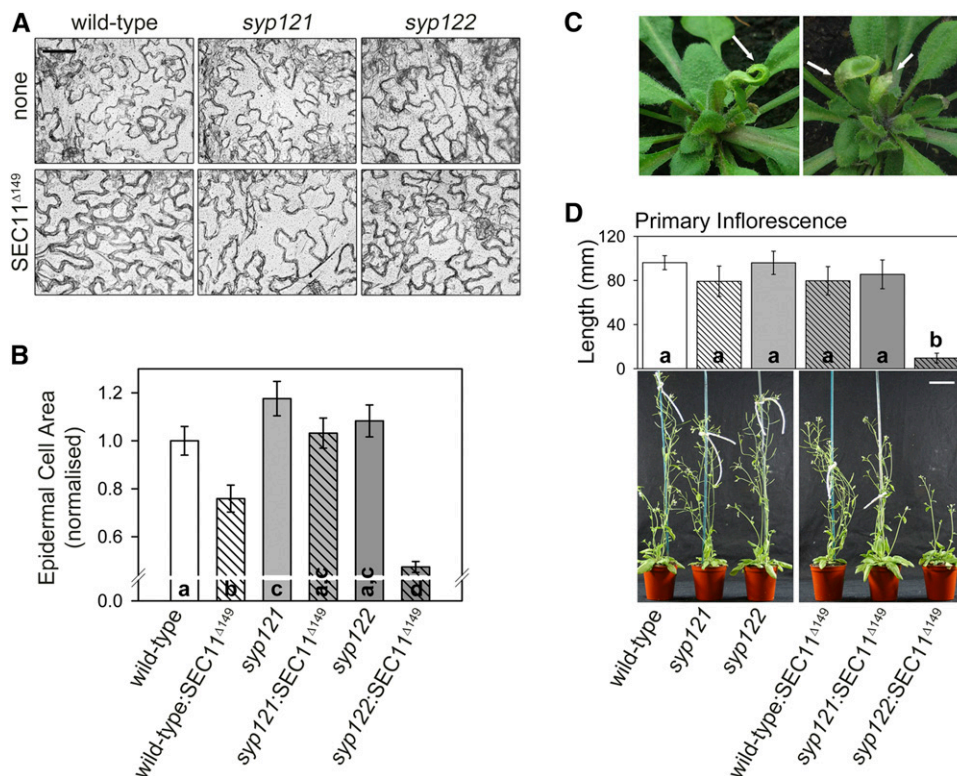 A
wild-type
syp121
syp122
none
SEC11Δ149
B
Epidermal Cell Area
(normalised)
1.2
1.0
0.8
0.6
0.0
a
b
c
a,c
a,c
d
wild-type
wild-type:SEC11Δ149
syp121
syp121:SEC11Δ149
syp122
syp122:SEC11Δ149
C
D
Primary Inflorescence
Length (mm)
120
80
40
0
a
a
a
a
a
b
wild-type
syp121
syp122
wild-type:SEC11Δ149
syp121:SEC11Δ149
syp122:SEC11Δ149